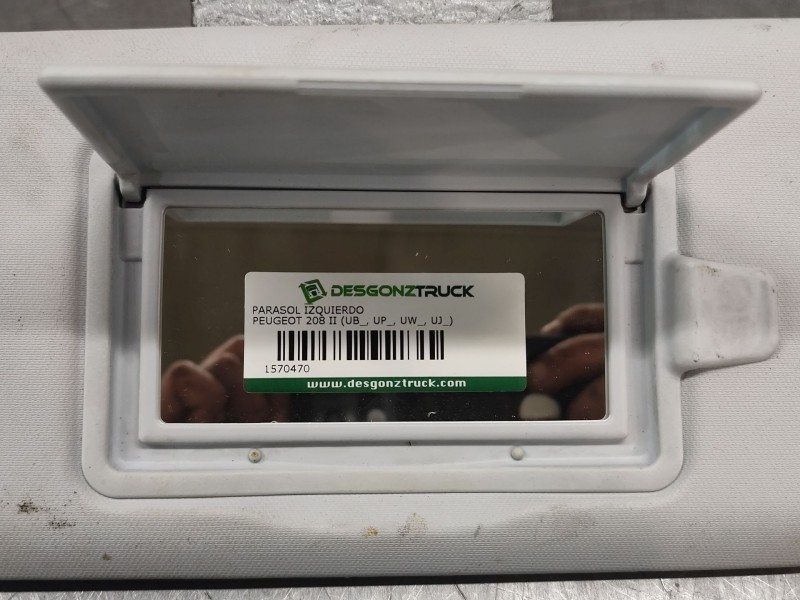 DESGONZTRUCK
PARASOL IZQUIERDO
PEUGEOT 208 II (UB_, UP_, UW_, UJ_)
1570470
www.desgonztruck.com